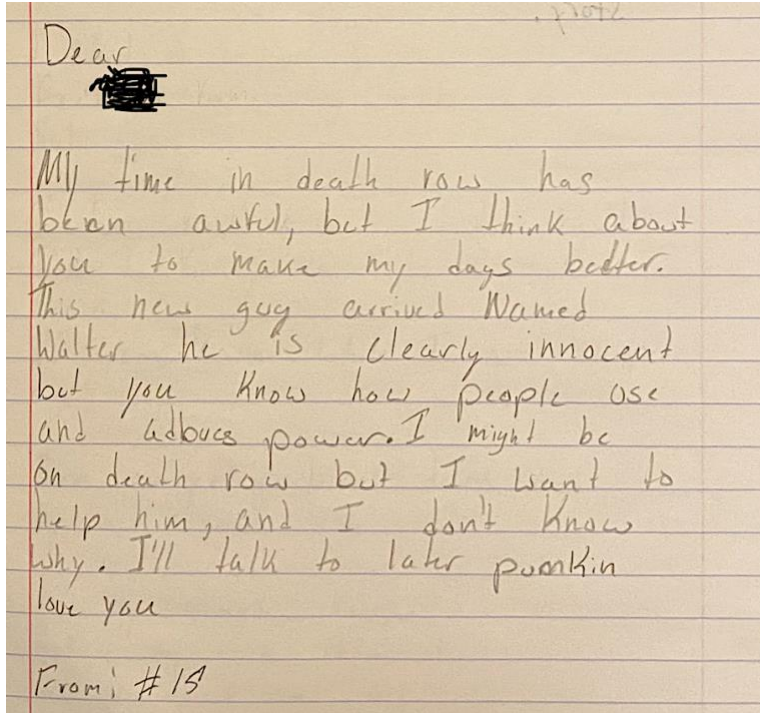 Story.
Dear
My time in death row has
been awful, but I think about
you to make my days better.
This new guy arrived Named
Walter he is clearly innocent
but you know how people use
and adbues power. I might be
on death row but I want to
help him, and I don't know
why. I'll talk to later pumkin
love you
From: #15